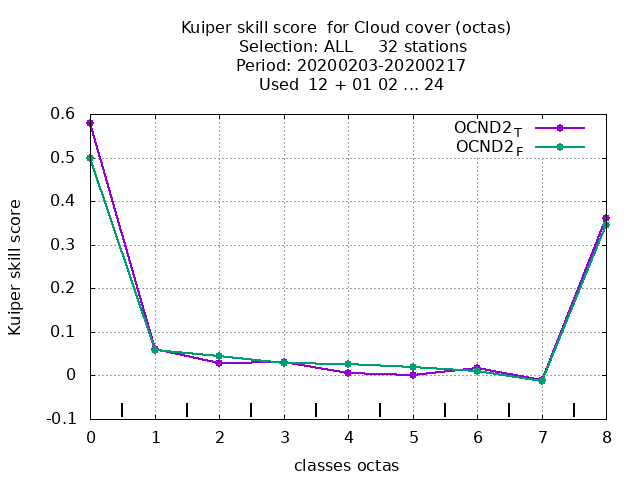 Kuiper skill score  for Cloud cover (octas)
Selection: ALL     32 stations
Period: 20200203-20200217
Used  12 + 01 02 ... 24
OCND2_T
OCND2_F
0.6
0.5
0.4
0.3
0.2
0.1
0
-0.1
Kuiper skill score
0 1 2 3 4 5 6 7 8
classes octas